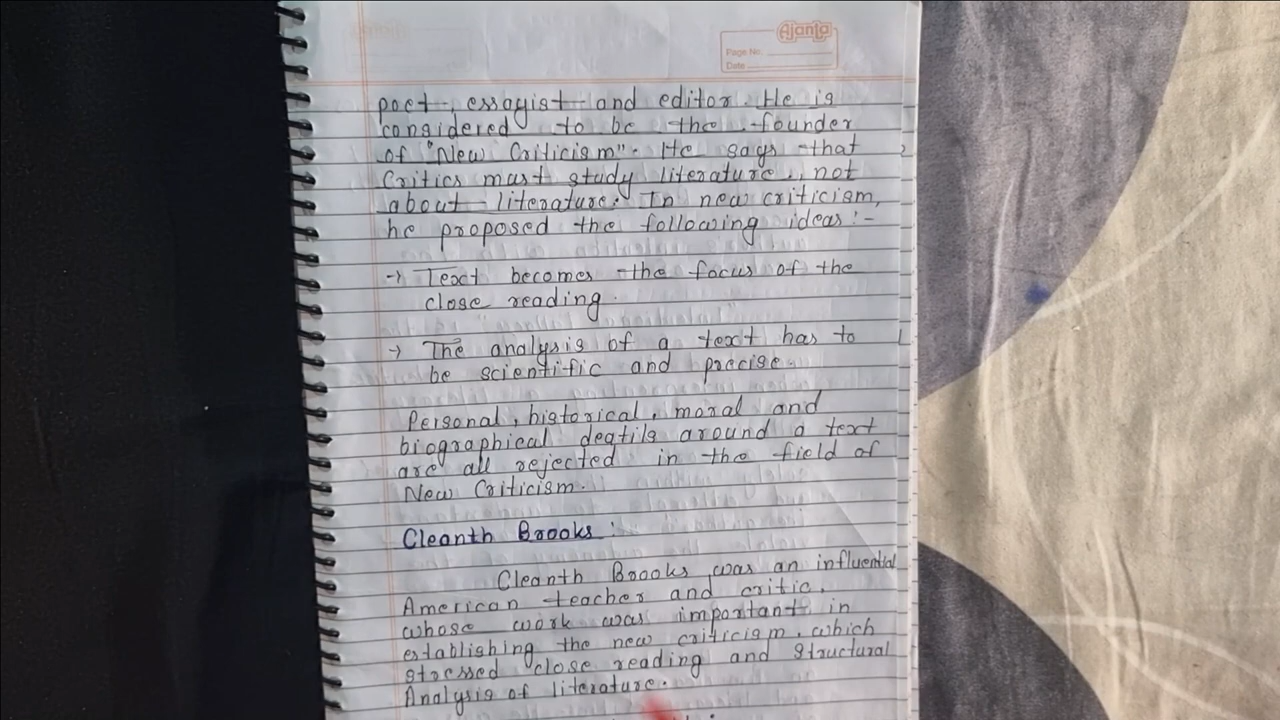 Ajanta
Page No.
Date
poet, essayist and editor. He is
considered to be the founder
of "New Criticism". He says that
Critics must study literature, not
about literature. In new criticism,
he proposed the following ideas:-
→ Text becomes the focus of the
close reading.
→ The analysis of a text has to
be scientific and precise.
Personal, historical, moral and
biographical deatils around a text
are all rejected in the field of
New Criticism.
Cleanth Brooks:
Cleanth Brooks was an influential
American teacher and critic,
whose work was important in
establishing the new criticism, which
stressed close reading and structural
Analysis of literature.